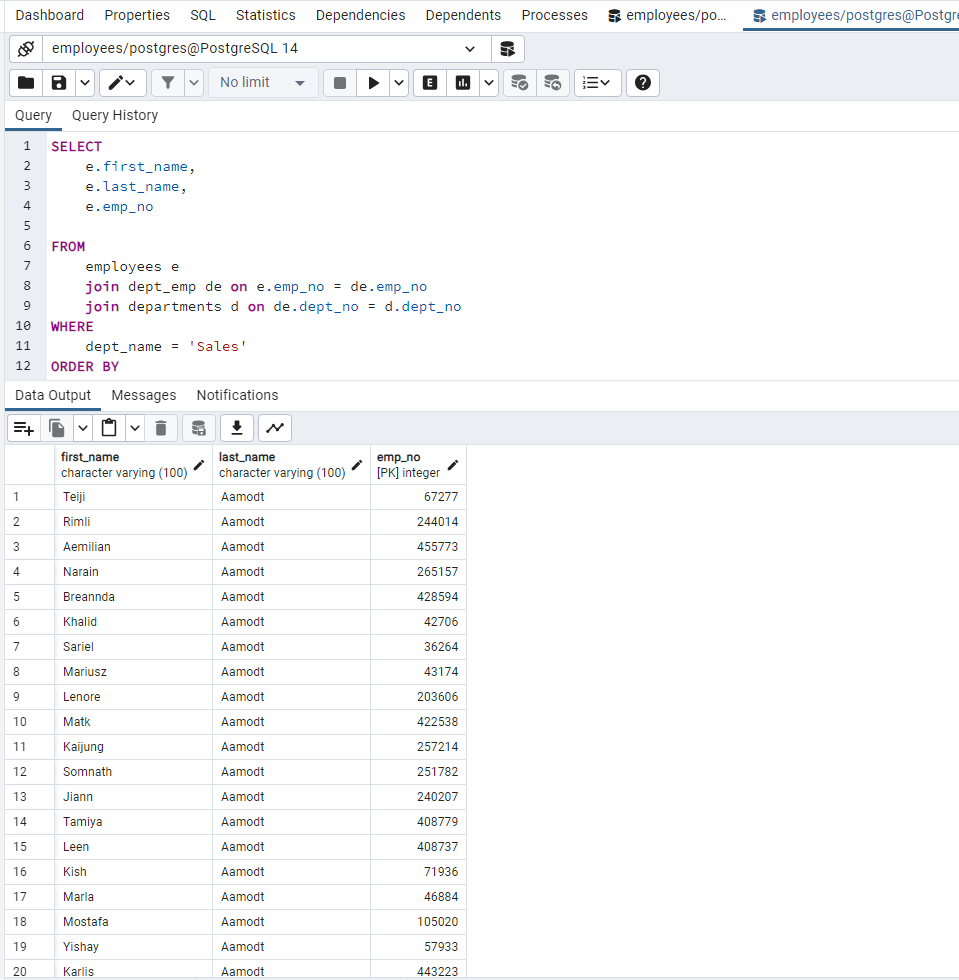 Dashboard Properties SQL Statistics Dependencies Dependents Processes employees/po... employees/postgres@Postgre
employees/postgres@PostgreSQL 14
No limit E
Query Query History
1 SELECT
2 e.first_name,
3 e.last_name,
4 e.emp_no
5
6 FROM
7 employees e
8 join dept_emp de on e.emp_no = de.emp_no
9 join departments d on de.dept_no = d.dept_no
10 WHERE
11 dept_name = 'Sales'
12 ORDER BY
Data Output Messages Notifications
first_name last_name emp_no
character varying (100) character varying (100) [PK] integer
1 Teiji Aamodt 67277
2 Rimli Aamodt 244014
3 Aemilian Aamodt 455773
4 Narain Aamodt 265157
5 Breannda Aamodt 428594
6 Khalid Aamodt 42706
7 Sariel Aamodt 36264
8 Mariusz Aamodt 43174
9 Lenore Aamodt 203606
10 Matk Aamodt 422538
11 Kaijung Aamodt 257214
12 Somnath Aamodt 251782
13 Jiann Aamodt 240207
14 Tamiya Aamodt 408779
15 Leen Aamodt 408737
16 Kish Aamodt 71936
17 Marla Aamodt 46884
18 Mostafa Aamodt 105020
19 Yishay Aamodt 57933
20 Karlis Aamodt 443223